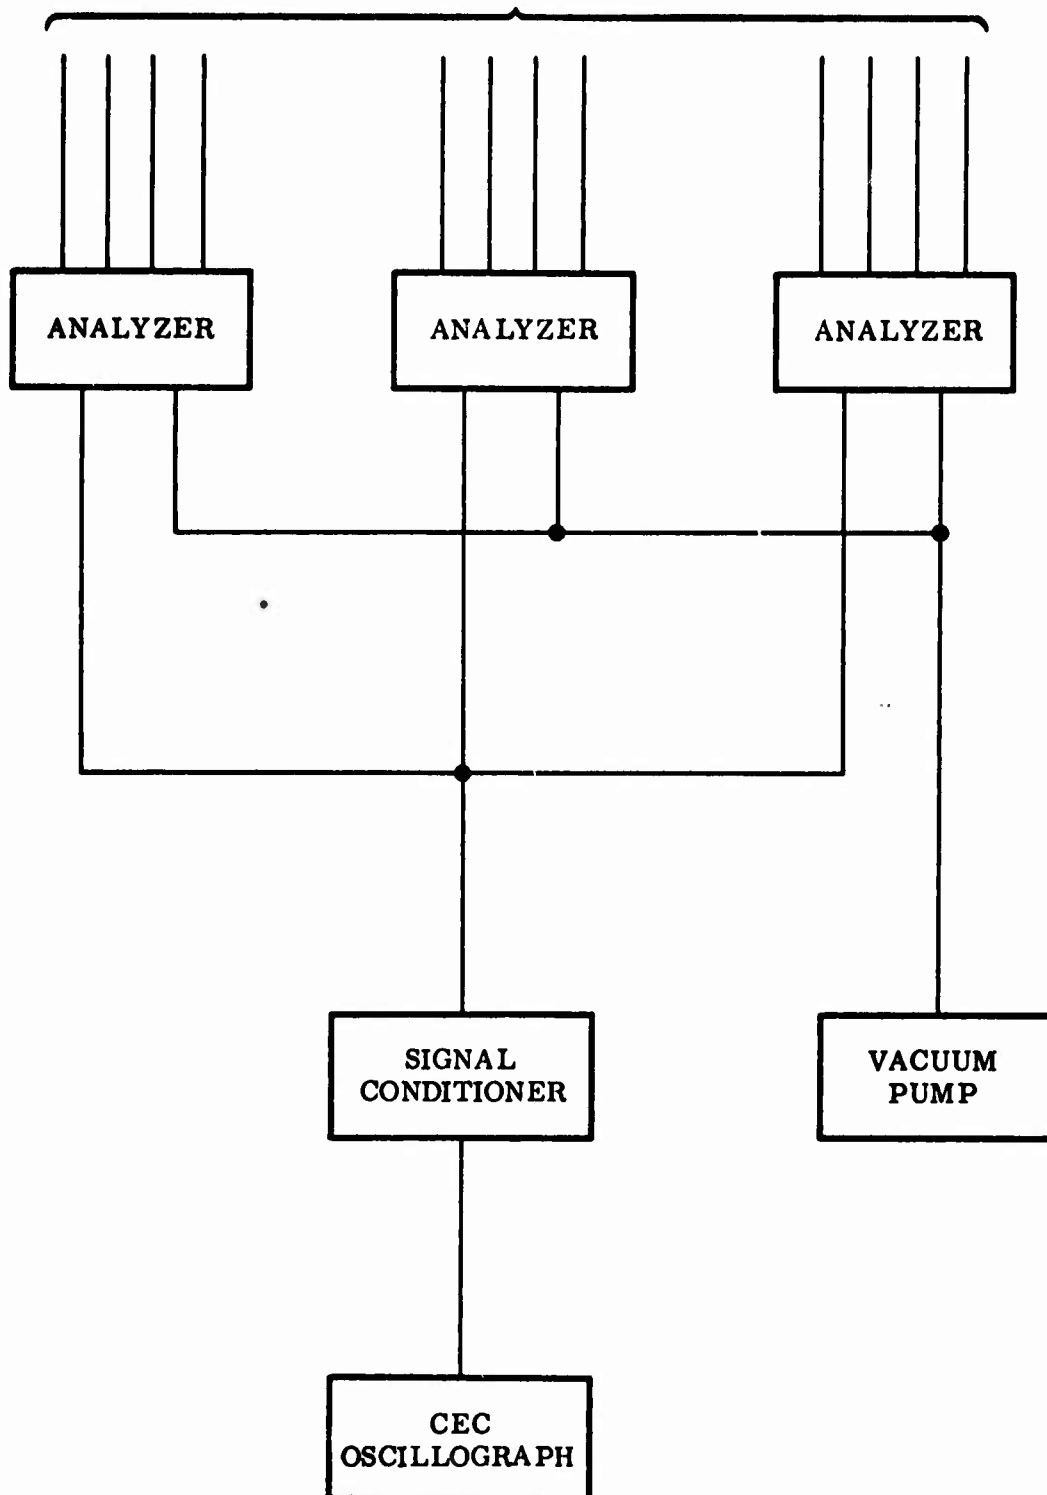 ANALYZER
ANALYZER
ANALYZER
SIGNAL
CONDITIONER
VACUUM
PUMP
CEC
OSCILLOGRAPH